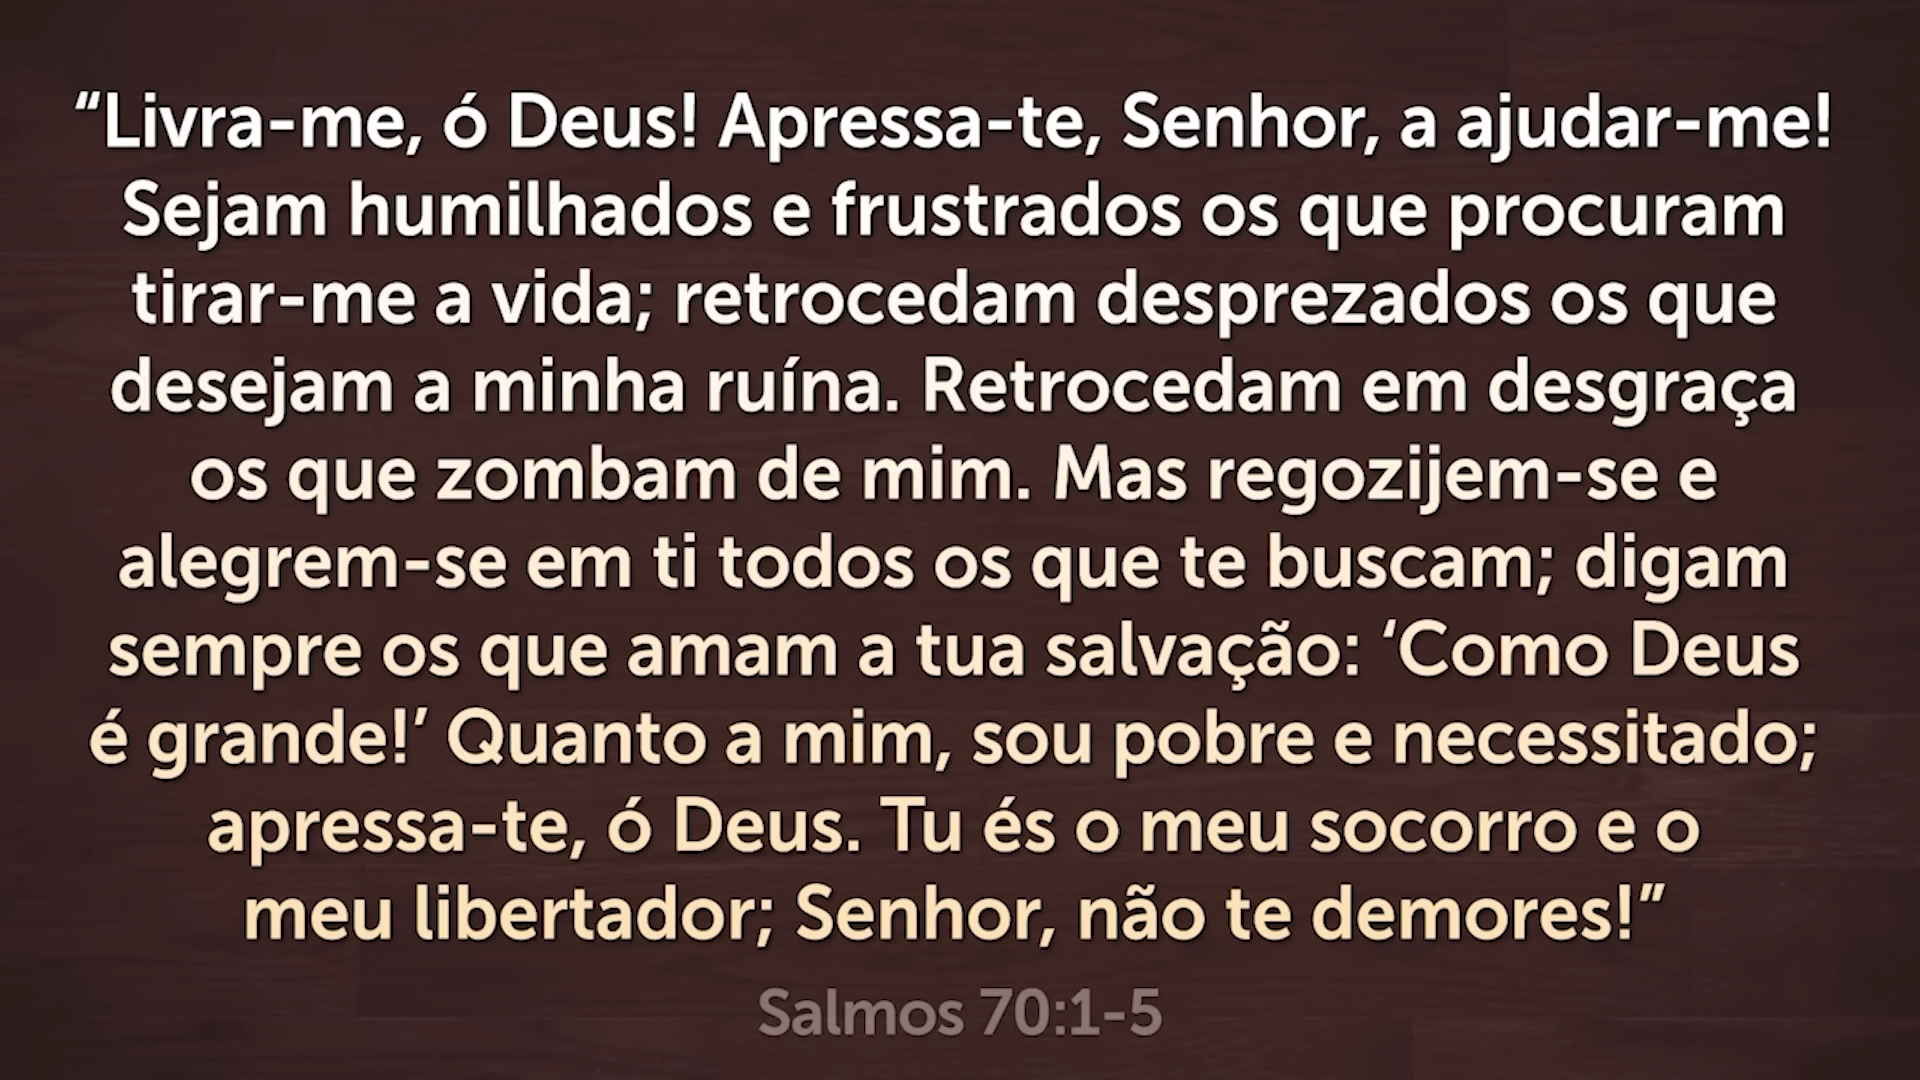 “Livra-me, ó Deus! Apressa-te, Senhor, a ajudar-me!
Sejam humilhados e frustrados os que procuram
tirar-me a vida; retrocedam desprezados os que
desejam a minha ruína. Retrocedam em desgraça
os que zombam de mim. Mas regozijem-se e
alegrem-se em ti todos os que te buscam; digam
sempre os que amam a tua salvação: ‘Como Deus
é grande!’ Quanto a mim, sou pobre e necessitado;
apressa-te, ó Deus. Tu és o meu socorro e o
meu libertador; Senhor, não te demores!”
Salmos 70:1-5